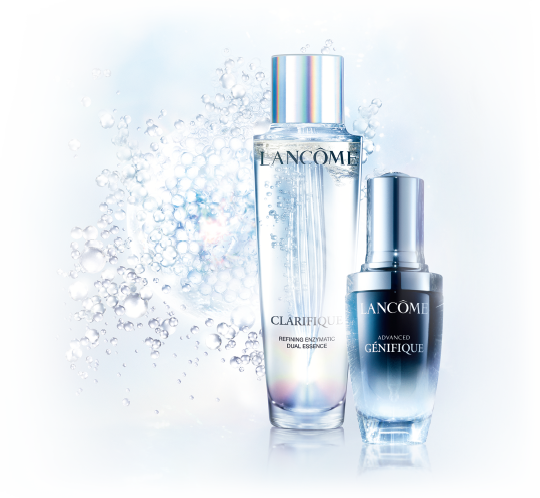 LANCÔME
CLARIFIQUE
REFINING ENZYMATIC
DUAL ESSENCE
LANCÔME
ADVANCED
GÉNIFIQUE